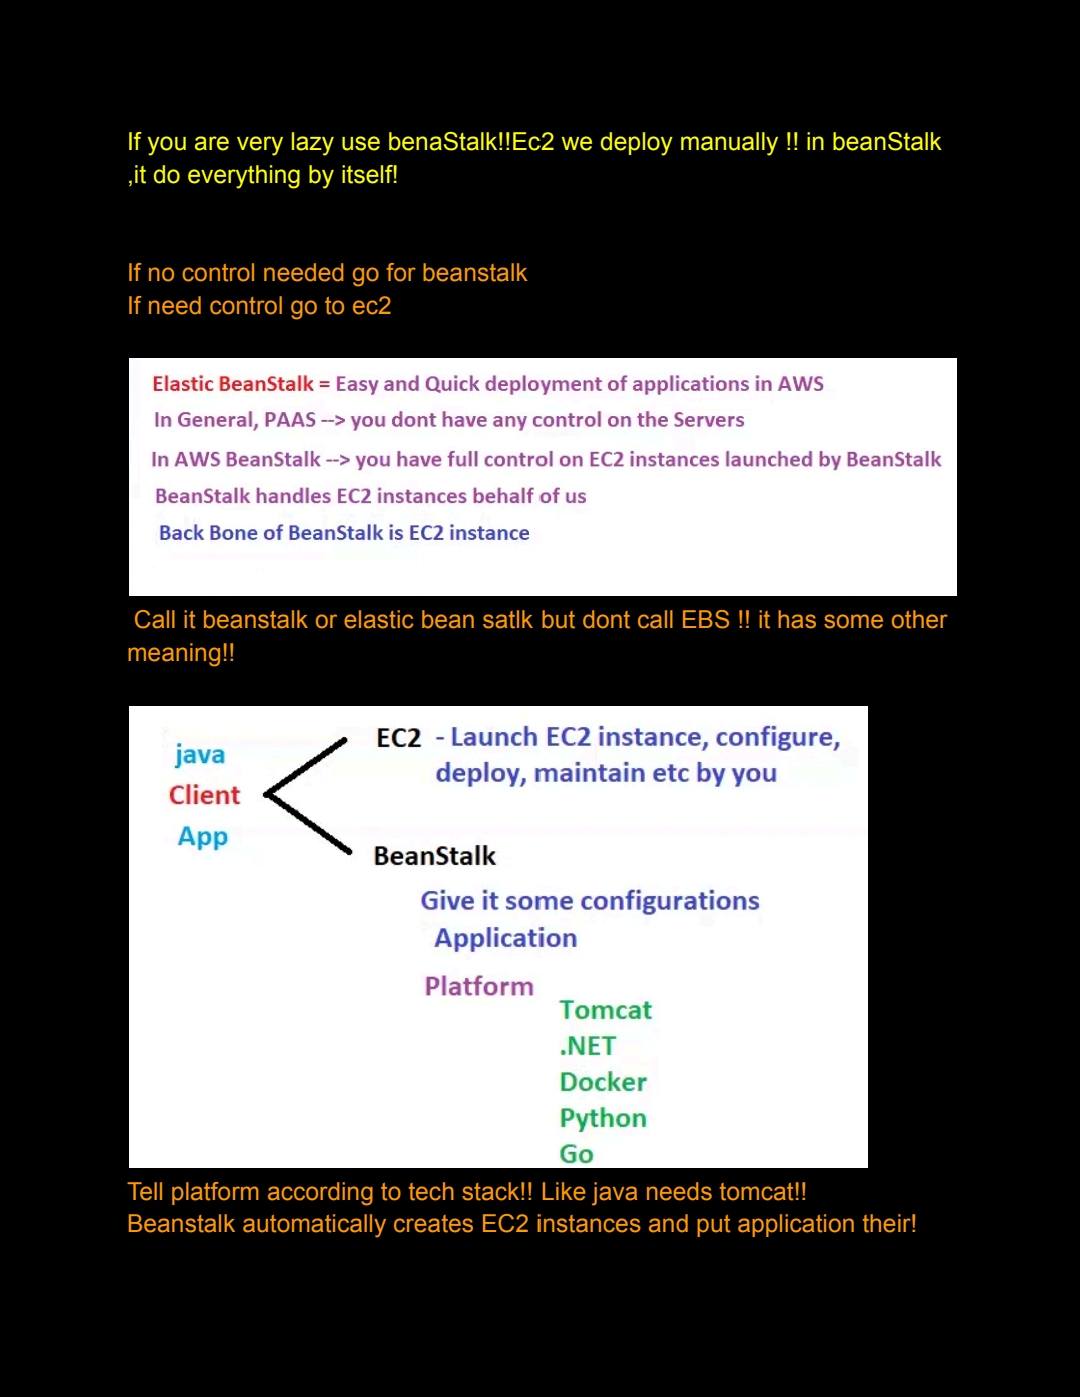 If you are very lazy use benaStalk!!Ec2 we deploy manually !! in beanStalk
,it do everything by itself!
If no control needed go for beanstalk
If need control go to ec2
Elastic BeanStalk = Easy and Quick deployment of applications in AWS
In General, PAAS --> you dont have any control on the Servers
In AWS BeanStalk --> you have full control on EC2 instances launched by BeanStalk
BeanStalk handles EC2 instances behalf of us
Back Bone of BeanStalk is EC2 instance
Call it beanstalk or elastic bean satlk but dont call EBS !! it has some other
meaning!!
java
Client
App
EC2 - Launch EC2 instance, configure,
deploy, maintain etc by you
BeanStalk
Give it some configurations
Application
Platform
Tomcat
.NET
Docker
Python
Go
Tell platform according to tech stack!! Like java needs tomcat!!
Beanstalk automatically creates EC2 instances and put application their!